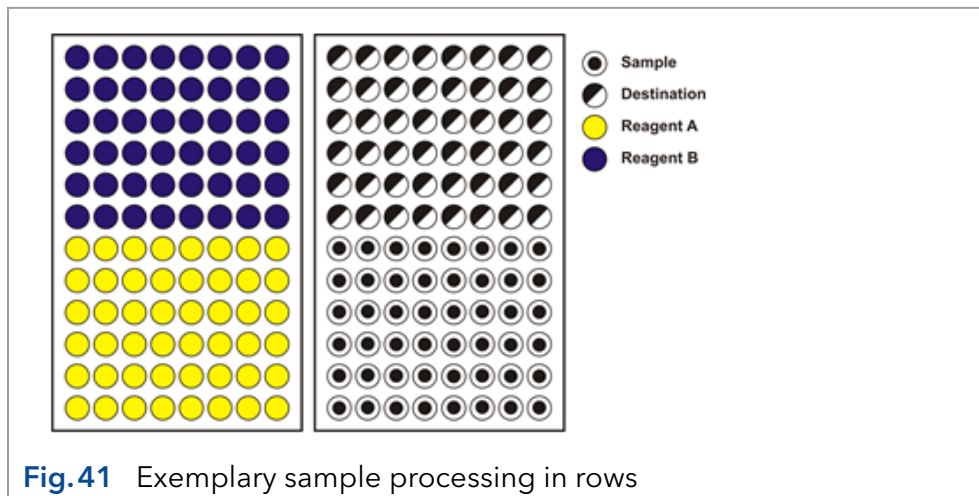 Sample
Destination
Reagent A
Reagent B
Fig. 41 Exemplary sample processing in rows